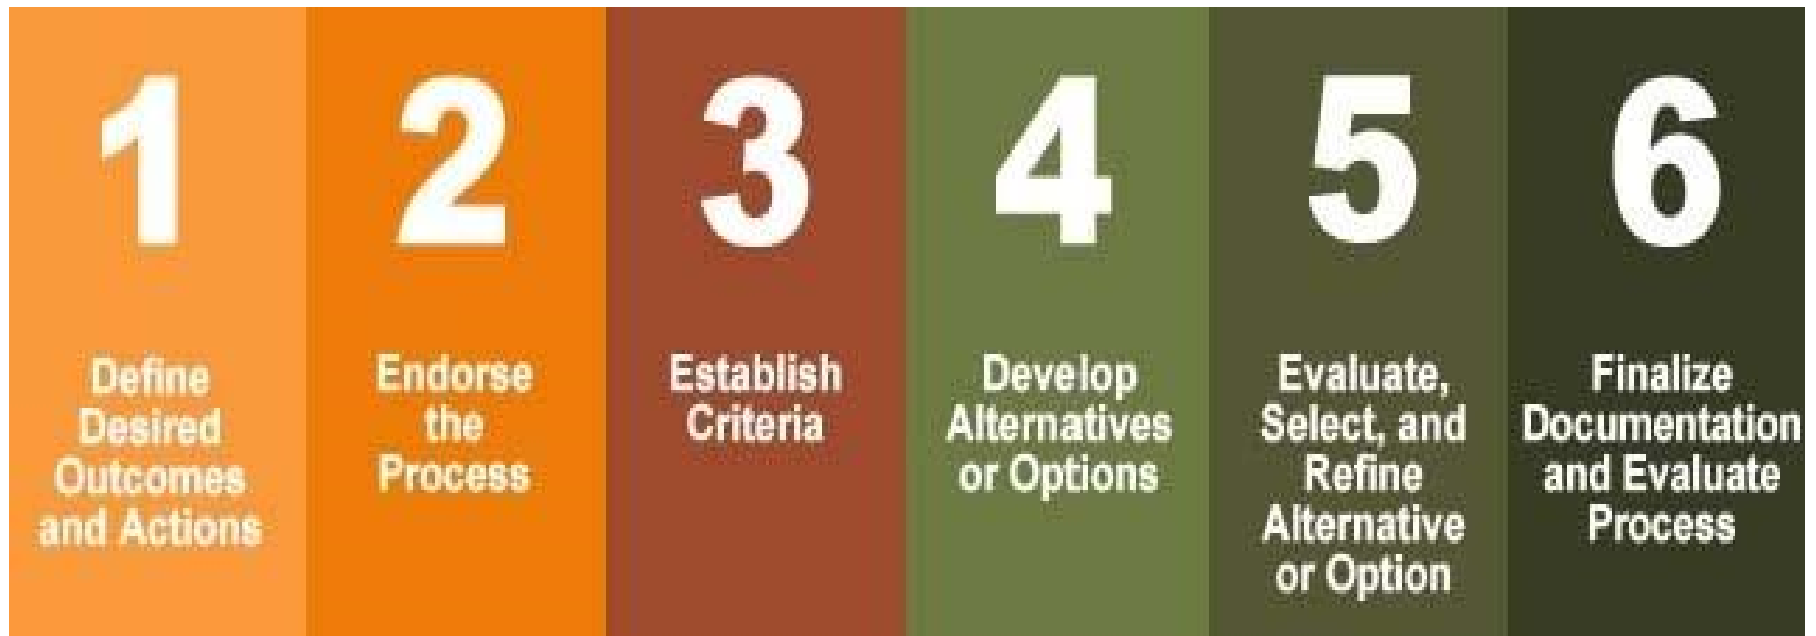 1
Define
Desired
Outcomes
and Actions
2
Endorse
the
Process
3
Establish
Criteria
4
Develop
Alternatives
or Options
5
Evaluate,
Select, and
Refine
Alternative
or Option
6
Finalize
Documentation
and Evaluate
Process